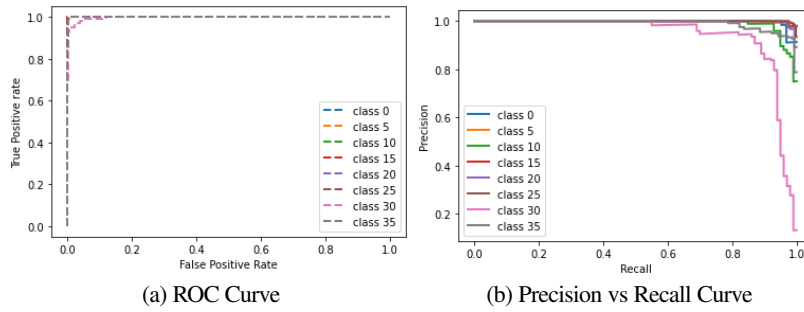 1.0
0.8
0.6
0.4
0.2
0.0
True Positive rate
class 0
class 5
class 10
class 15
class 20
class 25
class 30
class 35
0.0 0.2 0.4 0.6 0.8 1.0
False Positive Rate
(a) ROC Curve
1.0
0.8
0.6
0.4
0.2
Precision
class 0
class 5
class 10
class 15
class 20
class 25
class 30
class 35
0.0 0.2 0.4 0.6 0.8 1.0
Recall
(b) Precision vs Recall Curve